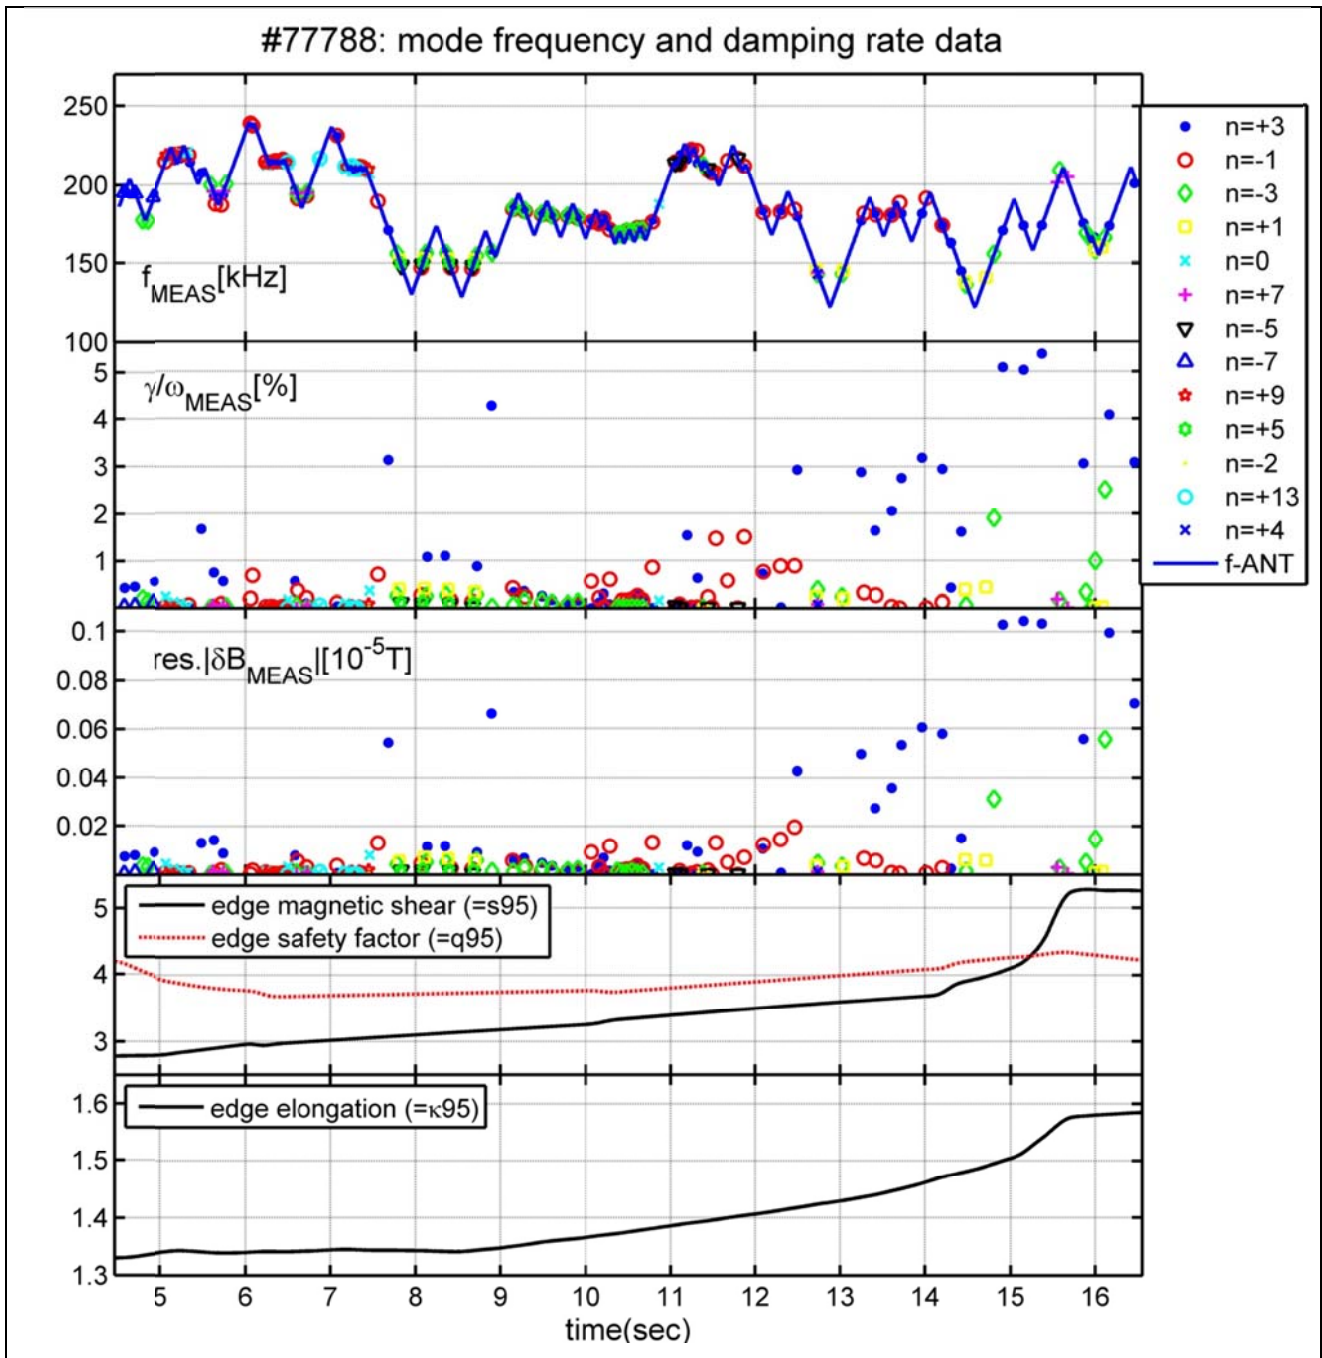 #77788: mode frequency and damping rate data
250
200
150
100
fMEAS[kHz]
n=+3
n=-1
n=-3
n=+1
n=0
n=+7
n=-5
n=-7
n=+9
n=+5
n=-2
n=+13
n=+4
f-ANT
5
4
3
2
1
γ/ωMEAS[%]
0.1
0.08
0.06
0.04
0.02
res.|δBMEAS|[10-5T]
5
4
3
edge magnetic shear (=s95)
edge safety factor (=q95)
1.6
1.5
1.4
1.3
edge elongation (=κ95)
5 6 7 8 9 10 11 12 13 14 15 16
time(sec)